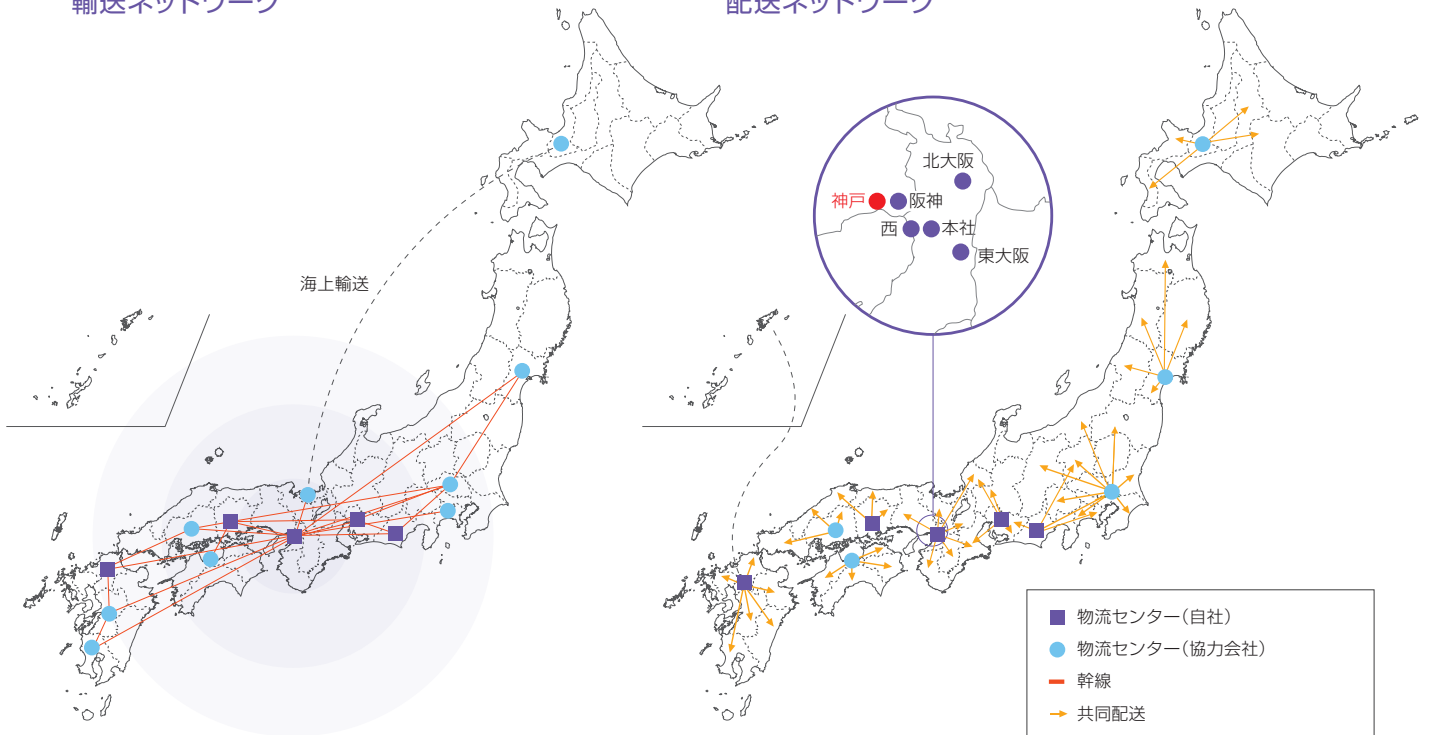 輸送ネットワーク
配送ネットワーク
海上輸送
北大阪
神戸
阪神
西
本社
東大阪
物流センター(自社)
物流センター(協力会社)
幹線
共同配送